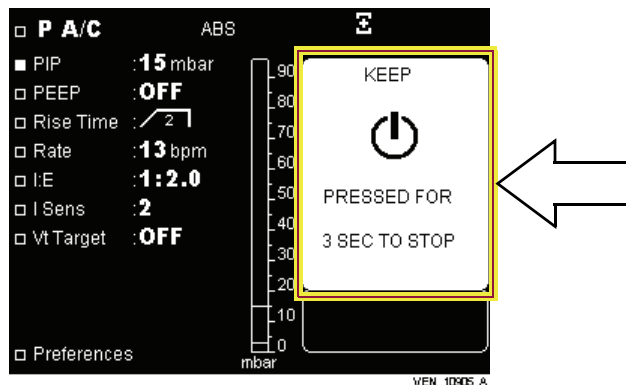 P A/C ABS
PIP :15 mbar
PEEP :OFF
Rise Time : 2
Rate :13 bpm
I:E :1:2.0
I Sens :2
Vt Target :OFF
Preferences
90
80
70
60
50
40
30
20
10
0
mbar
KEEP
PRESSED FOR
3 SEC TO STOP
VEN 10905 A